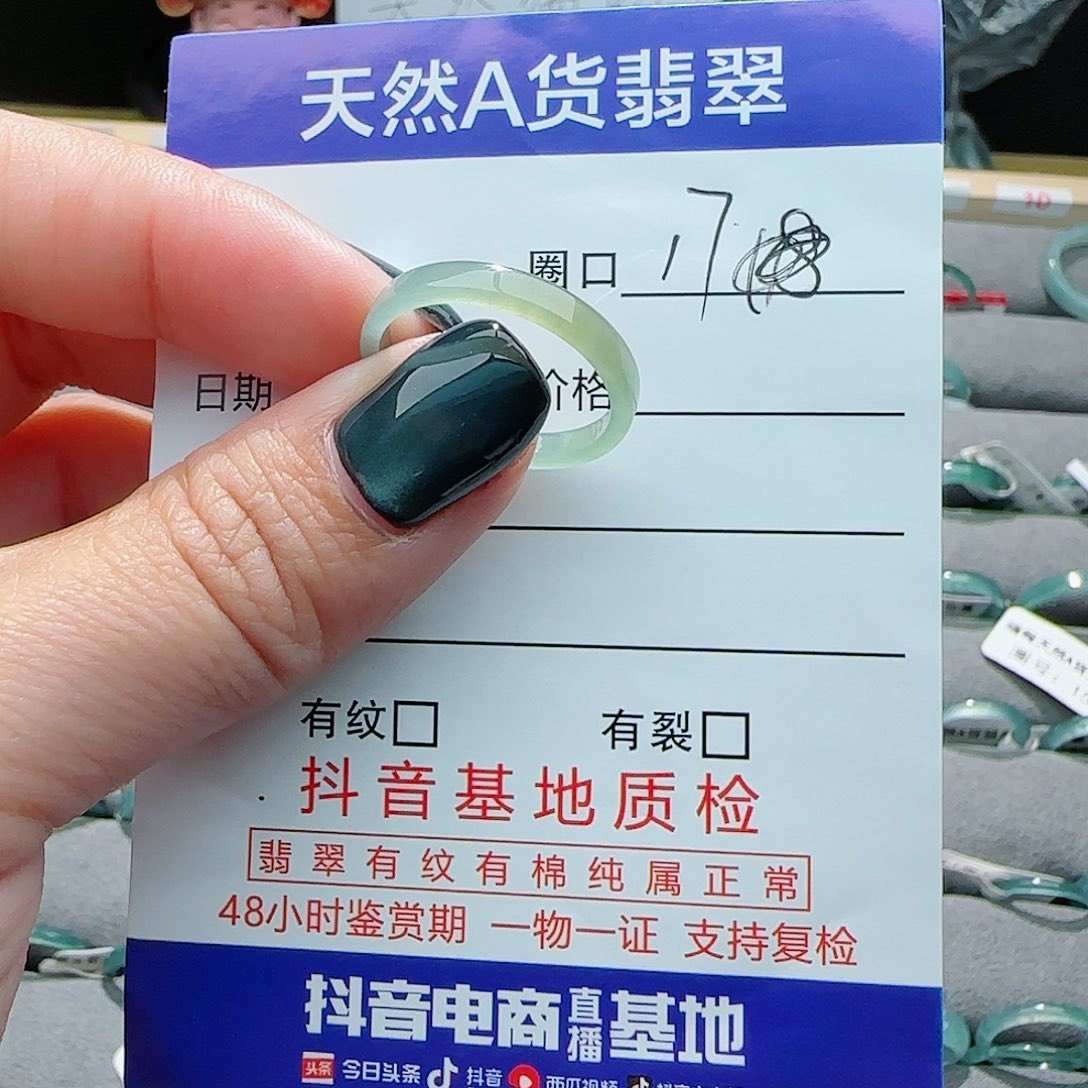 天然A货翡翠
圈口 17
日期
价格
有纹 有裂
抖音基地质检
翡翠有纹有棉纯属正常
48小时鉴赏期 一物一证 支持复检
抖音电商直播基地
头条 今日头条 抖音 西瓜视频